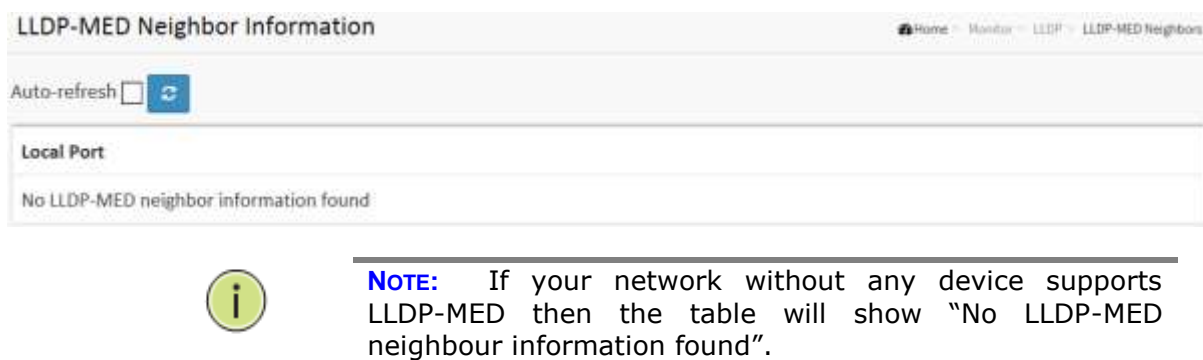 LLDP-MED Neighbor Information
Home - Monitor - LLDP - LLDP-MED Neighbors
Auto-refresh
Local Port
No LLDP-MED neighbor information found
i
NOTE: If your network without any device supports
LLDP-MED then the table will show “No LLDP-MED
neighbour information found”.